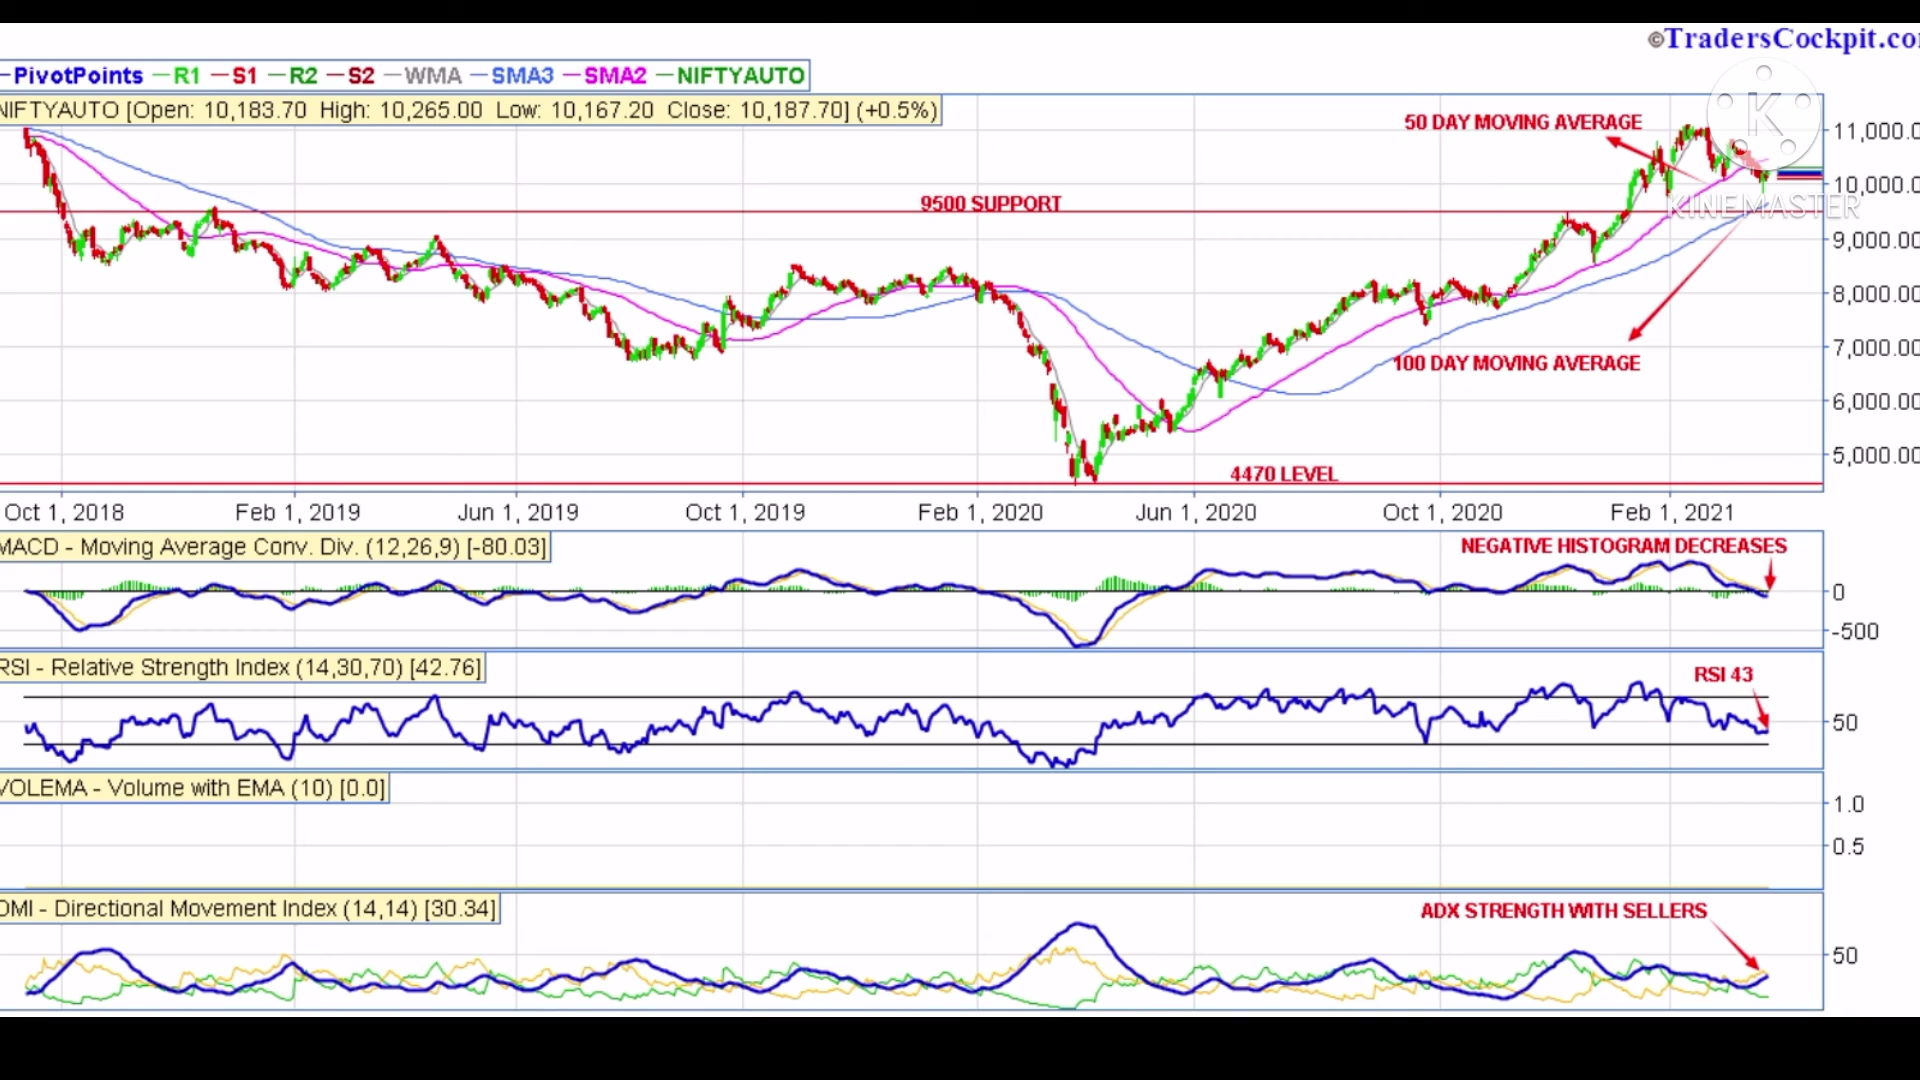 ©TradersCockpit.co
PivotPoints R1 S1 R2 S2 WMA SMA3 SMA2 NIFTYAUTO
NIFTYAUTO [Open: 10,183.70 High: 10,265.00 Low: 10,167.20 Close: 10,187.70] (+0.5%)
50 DAY MOVING AVERAGE
K
KINEMASTER
9500 SUPPORT
100 DAY MOVING AVERAGE
4470 LEVEL
11,000.0
10,000.0
9,000.00
8,000.00
7,000.00
6,000.00
5,000.00
Oct 1, 2018 Feb 1, 2019 Jun 1, 2019 Oct 1, 2019 Feb 1, 2020 Jun 1, 2020 Oct 1, 2020 Feb 1, 2021
MACD - Moving Average Conv. Div. (12,26,9) [-80.03]
NEGATIVE HISTOGRAM DECREASES
0
-500
RSI - Relative Strength Index (14,30,70) [42.76]
RSI 43
50
VOLEMA - Volume with EMA (10) [0.0]
1.0
0.5
DMI - Directional Movement Index (14,14) [30.34]
ADX STRENGTH WITH SELLERS
50